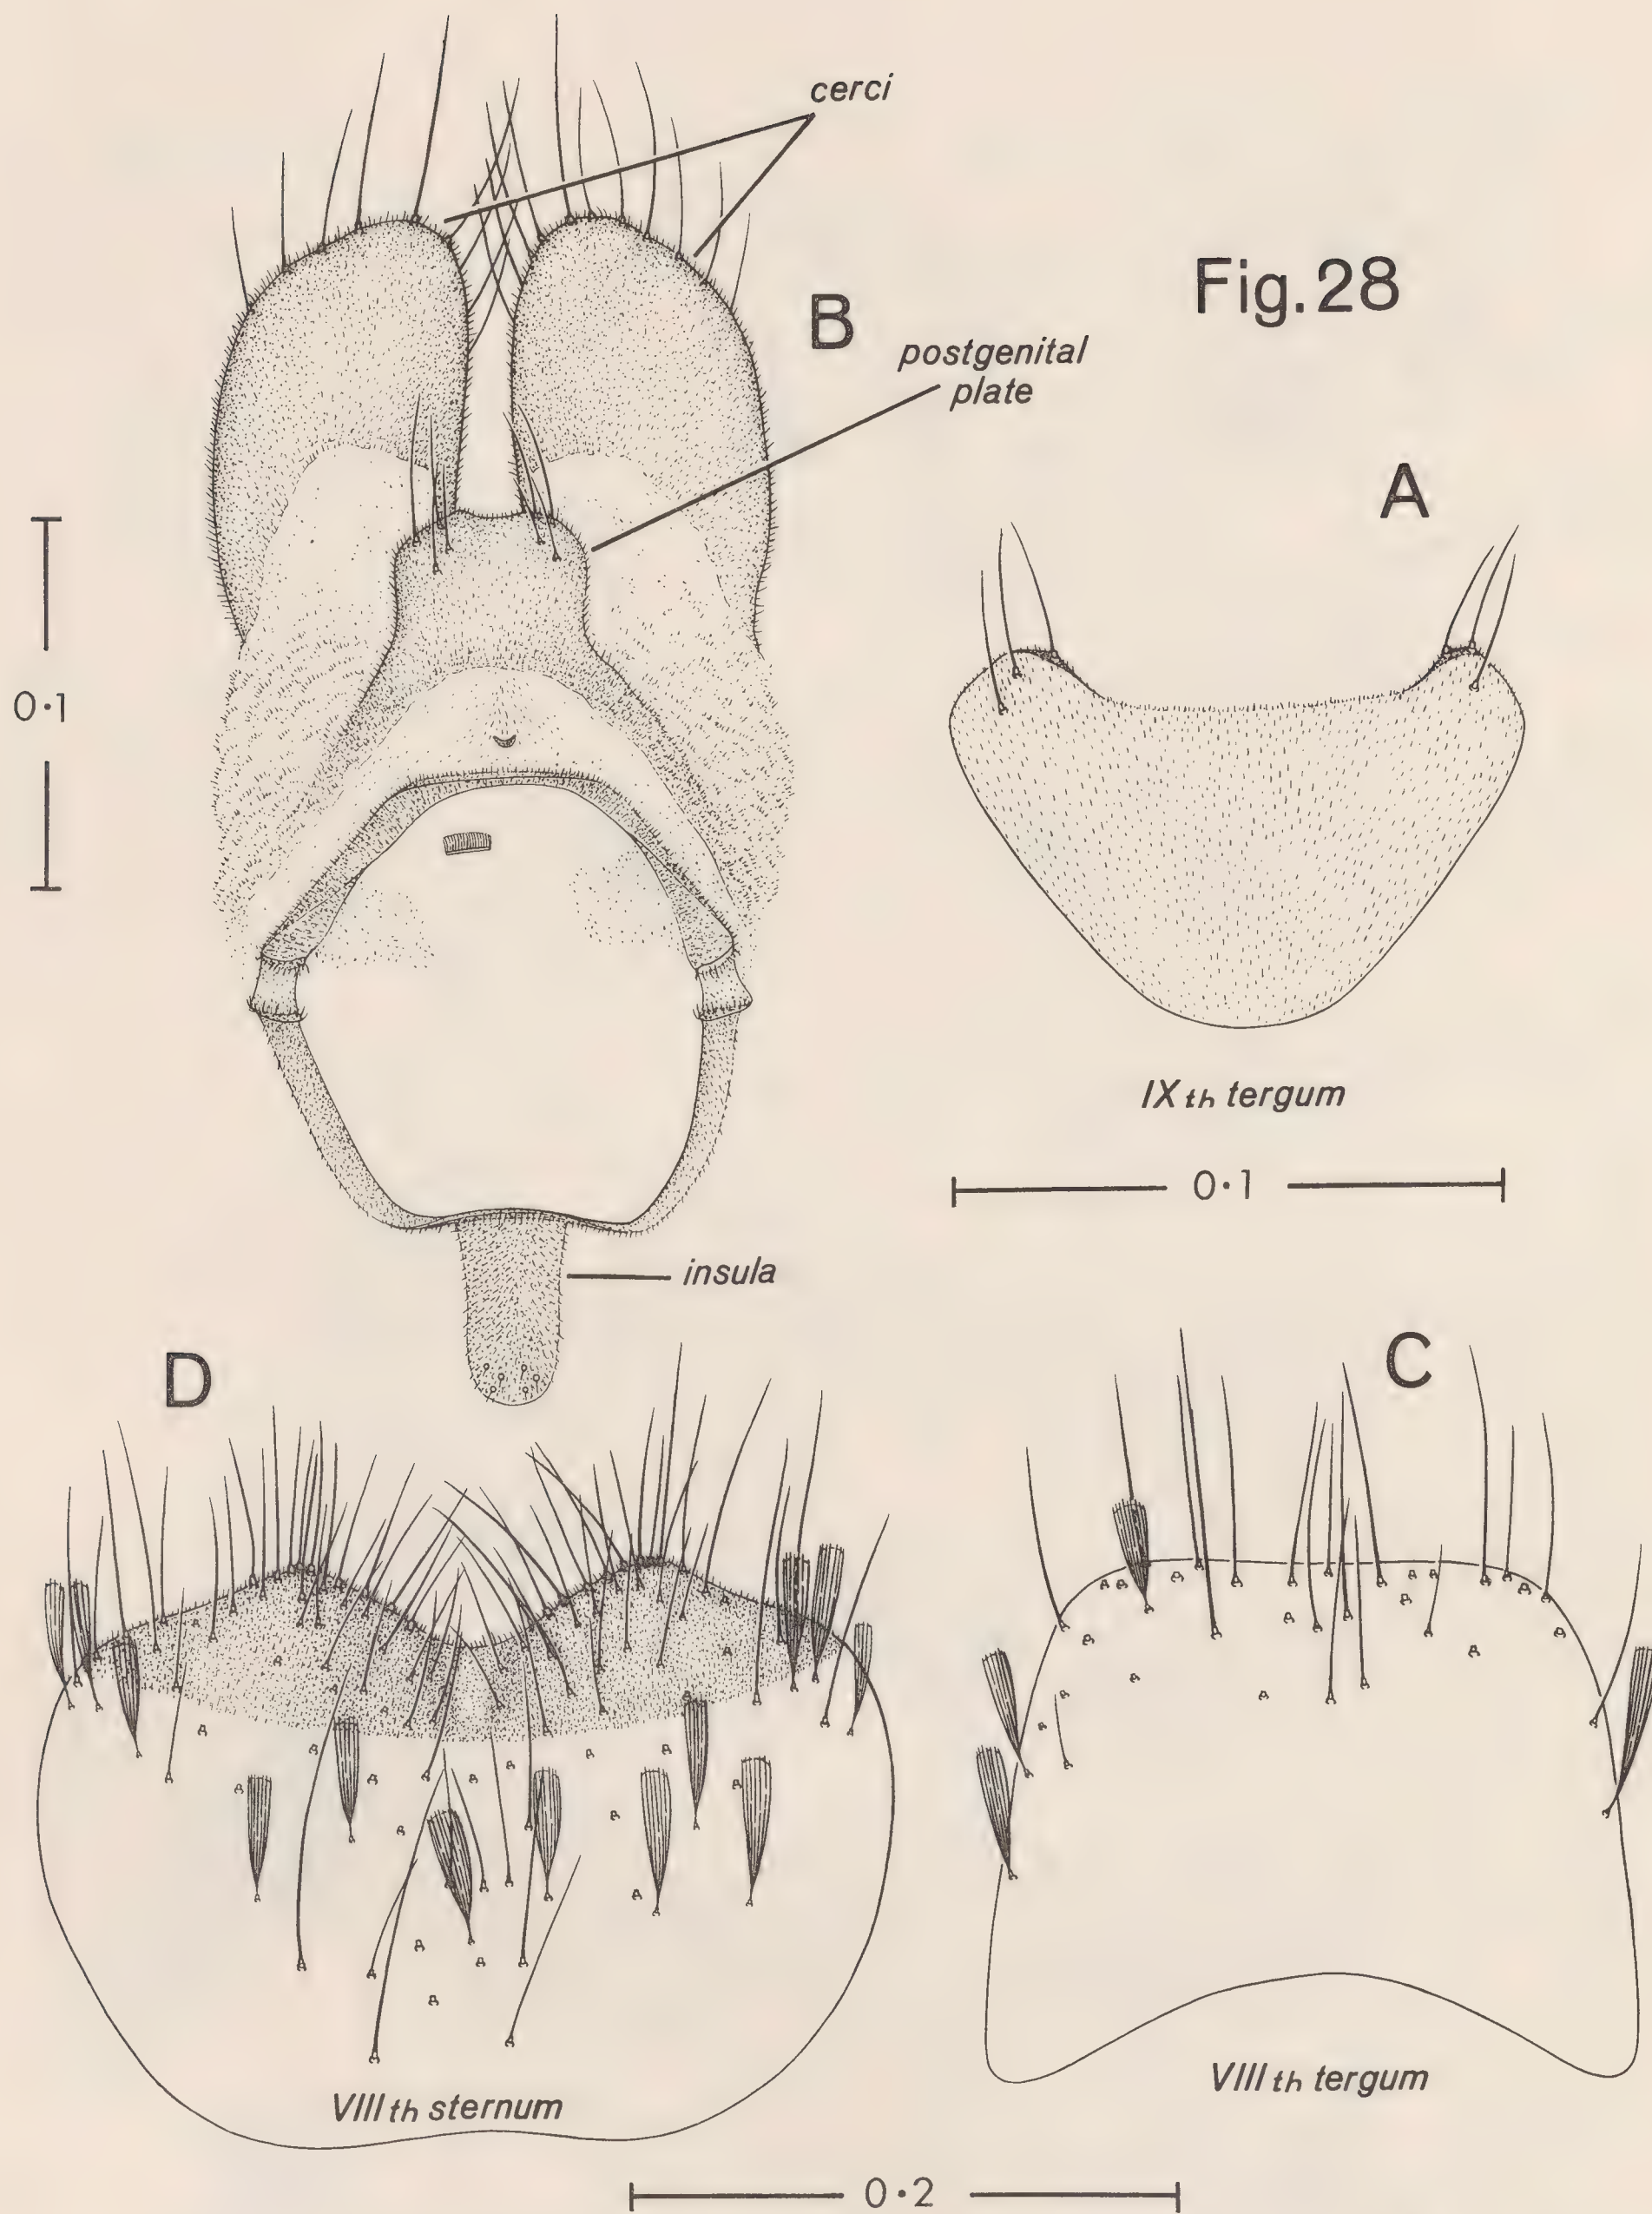 cerci
Fig.28
B
postgenital
plate
A
0·1
IXth tergum
0·1
insula
D
C
VIIIth sternum
VIIIth tergum
0·2